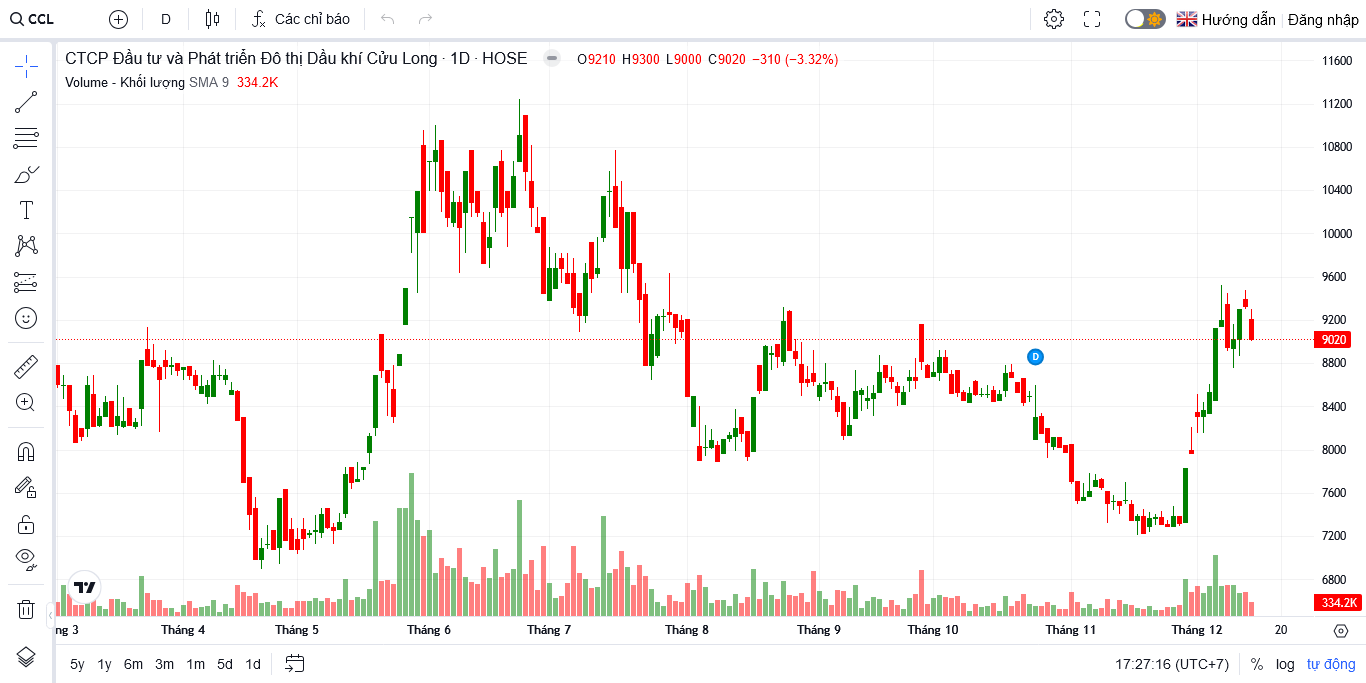 CCL D Các chỉ báo Hướng dẫn Đăng nhập
CTCP Đầu tư và Phát triển Đô thị Dầu khí Cửu Long · 1D · HOSE O9210 H9300 L9000 C9020 −310 (−3.32%)
Volume - Khối lượng SMA 9 334.2K
11600
11200
10800
10400
10000
9600
9200
9020
D
8800
8400
8000
7600
7200
6800
334.2K
ng 3 Tháng 4 Tháng 5 Tháng 6 Tháng 7 Tháng 8 Tháng 9 Tháng 10 Tháng 11 Tháng 12 20
5y 1y 6m 3m 1m 5d 1d 17:27:16 (UTC+7) % log tự động